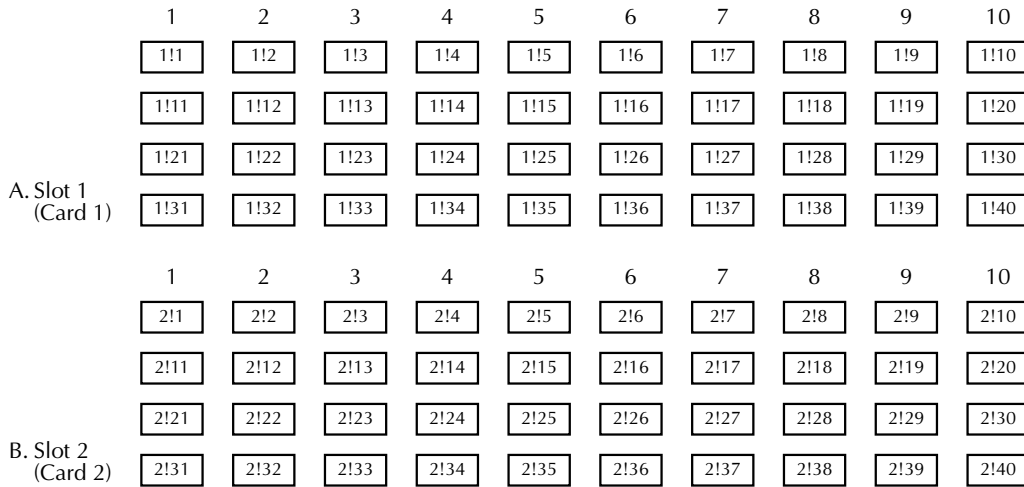 1 2 3 4 5 6 7 8 9 10
1!1 1!2 1!3 1!4 1!5 1!6 1!7 1!8 1!9 1!10
1!11 1!12 1!13 1!14 1!15 1!16 1!17 1!18 1!19 1!20
1!21 1!22 1!23 1!24 1!25 1!26 1!27 1!28 1!29 1!30
A. Slot 1
(Card 1)
1!31 1!32 1!33 1!34 1!35 1!36 1!37 1!38 1!39 1!40
1 2 3 4 5 6 7 8 9 10
2!1 2!2 2!3 2!4 2!5 2!6 2!7 2!8 2!9 2!10
2!11 2!12 2!13 2!14 2!15 2!16 2!17 2!18 2!19 2!20
2!21 2!22 2!23 2!24 2!25 2!26 2!27 2!28 2!29 2!30
B. Slot 2
(Card 2)
2!31 2!32 2!33 2!34 2!35 2!36 2!37 2!38 2!39 2!40